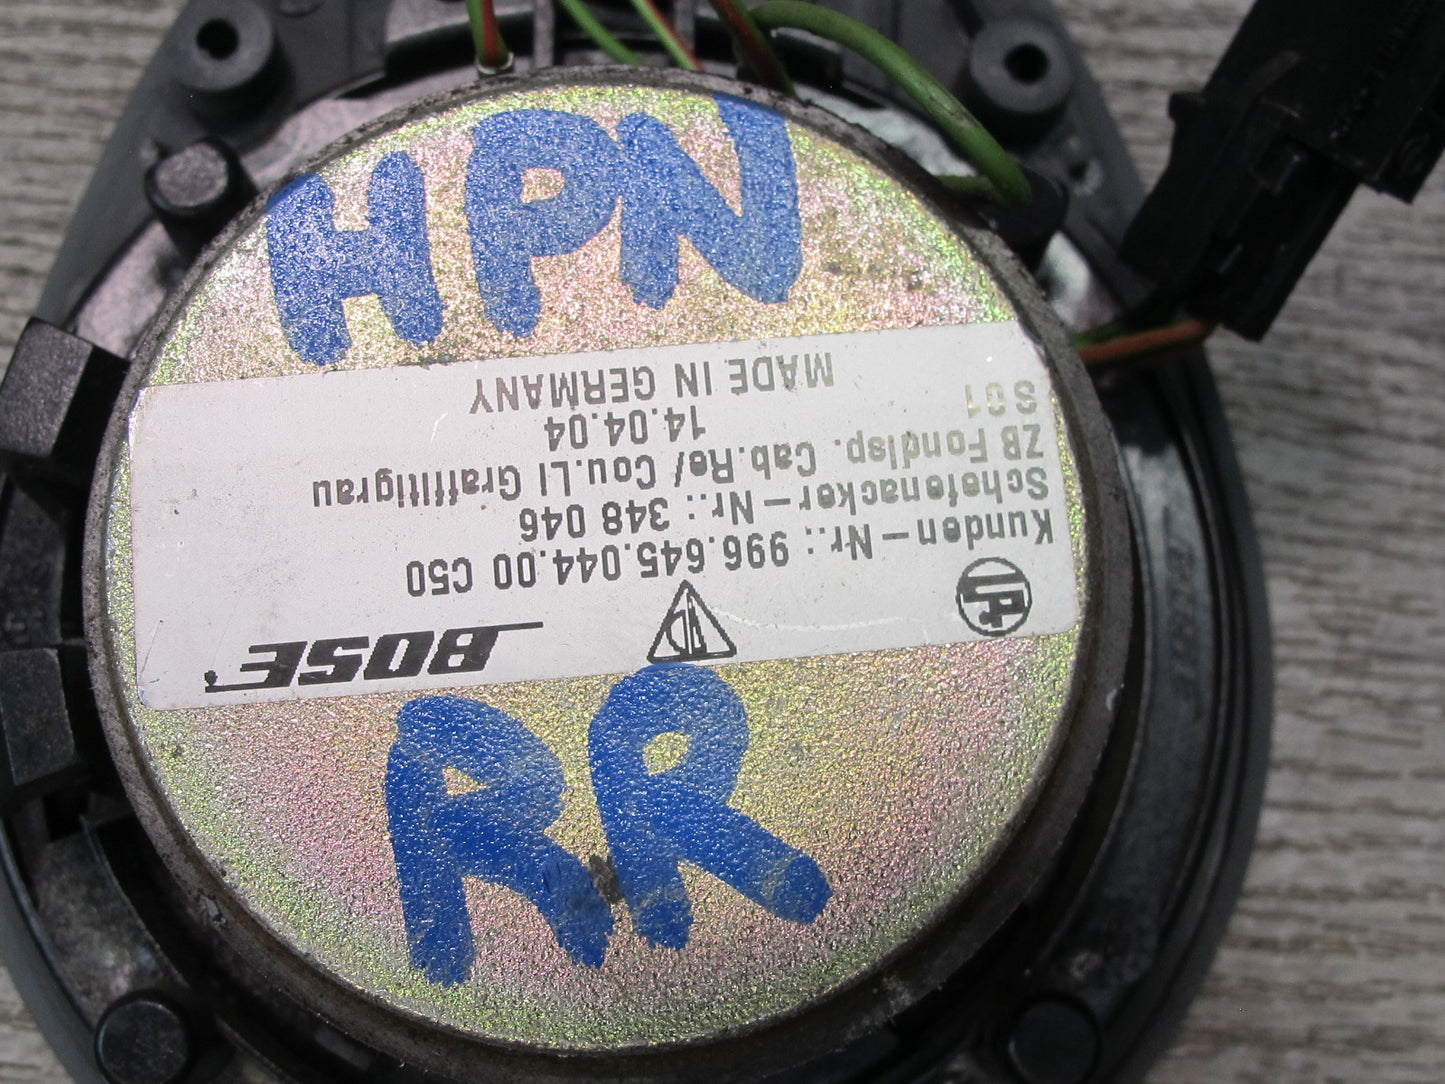 HPN
RR
BOSE
Kunden-Nr.: 996.645.044.00 C50
Schefenacker-Nr.: 348 046
ZB Fondlsp. Cab.Re/ Cou.LI Graffitigrau
S01 14.04.04
MADE IN GERMANY